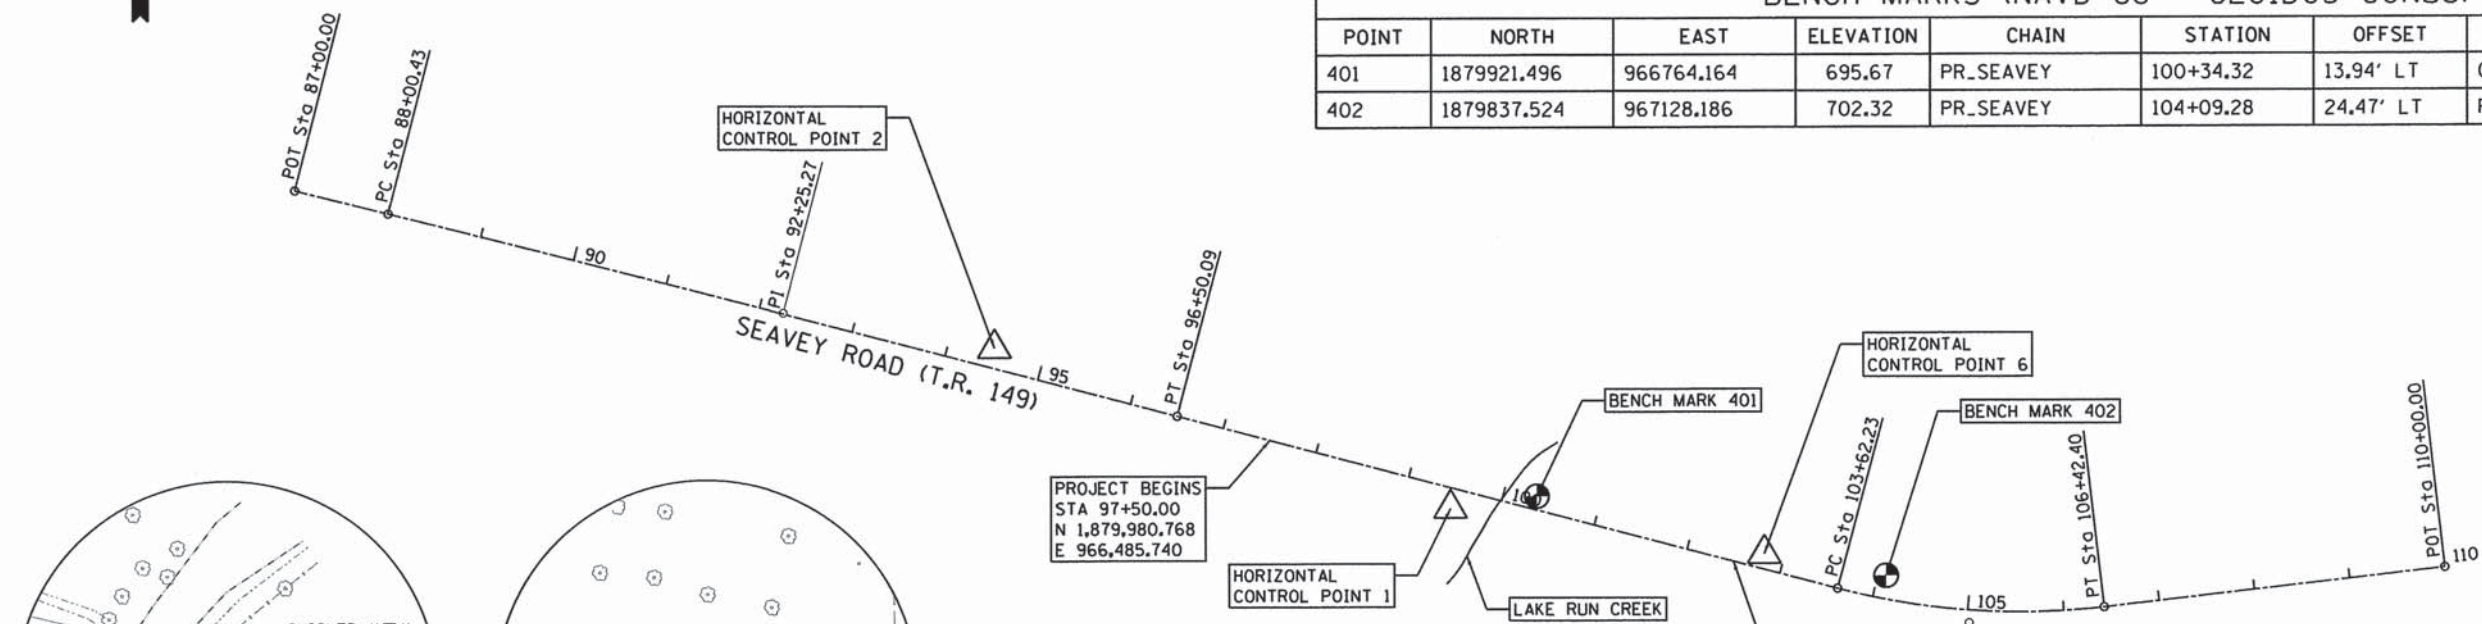 POINT NORTH EAST ELEVATION CHAIN STATION OFFSET
401 1879921.496 966764.164 695.67 PR_SEAVEY 100+34.32 13.94' LT
402 1879837.524 967128.186 702.32 PR_SEAVEY 104+09.28 24.47' LT
POT Sta 87+00.00
PC Sta 88+00.43
HORIZONTAL
CONTROL POINT 2
90
PI Sta 92+25.27
SEAVEY ROAD (T.R. 149)
95
PT Sta 96+50.09
PROJECT BEGINS
STA 97+50.00
N 1,879,980.768
E 966,485.740
HORIZONTAL
CONTROL POINT 1
100
BENCH MARK 401
LAKE RUN CREEK
HORIZONTAL
CONTROL POINT 6
PC Sta 103+62.23
BENCH MARK 402
105
PT Sta 106+42.40
POT Sta 110+00.00
110